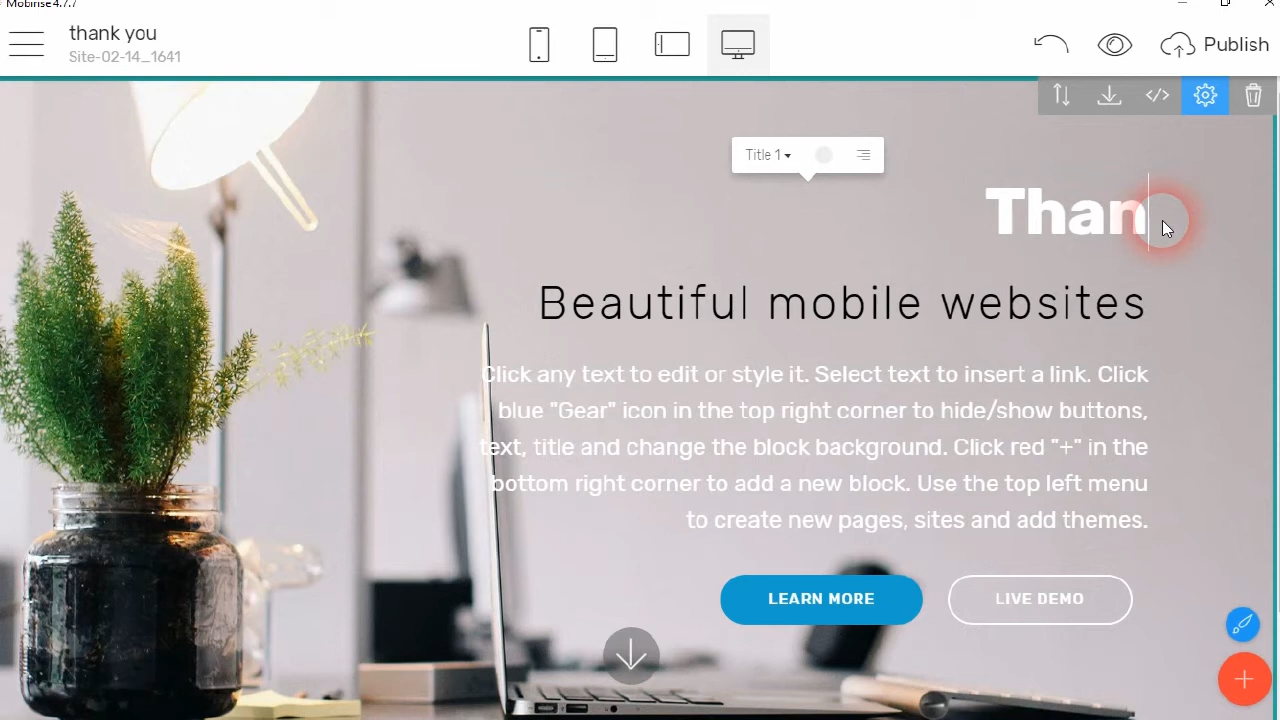 Mobirise 4.7.7
thank you
Site-02-14_1641
Publish
Title 1
Than
Beautiful mobile websites
Click any text to edit or style it. Select text to insert a link. Click
blue "Gear" icon in the top right corner to hide/show buttons,
text, title and change the block background. Click red "+" in the
bottom right corner to add a new block. Use the top left menu
to create new pages, sites and add themes.
LEARN MORE
LIVE DEMO